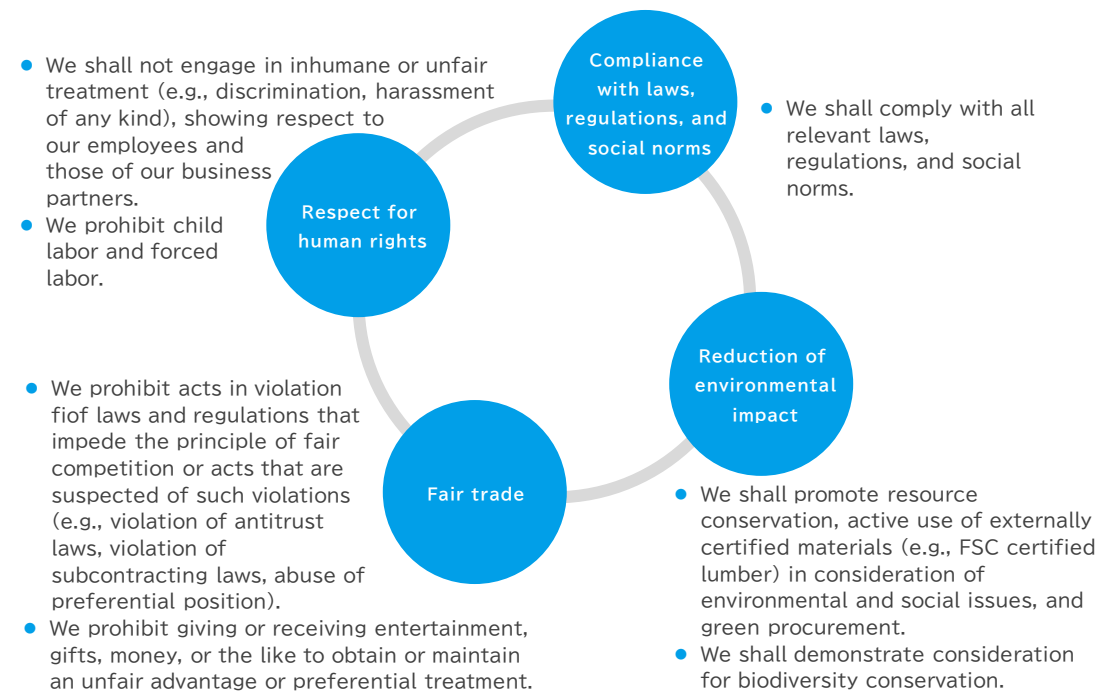 Compliance
with laws,
regulations, and
social norms
We shall comply with all
relevant laws,
regulations, and social
norms.
We shall not engage in inhumane or unfair
treatment (e.g., discrimination, harassment
of any kind), showing respect to
our employees and
those of our business
partners.
We prohibit child
labor and forced
labor.
Respect for
human rights
Reduction of
environmental
impact
We shall promote resource
conservation, active use of externally
certified materials (e.g., FSC certified
lumber) in consideration of
environmental and social issues, and
green procurement.
We shall demonstrate consideration
for biodiversity conservation.
Fair trade
We prohibit acts in violation
fiof laws and regulations that
impede the principle of fair
competition or acts that are
suspected of such violations
(e.g., violation of antitrust
laws, violation of
subcontracting laws, abuse of
preferential position).
We prohibit giving or receiving entertainment,
gifts, money, or the like to obtain or maintain
an unfair advantage or preferential treatment.